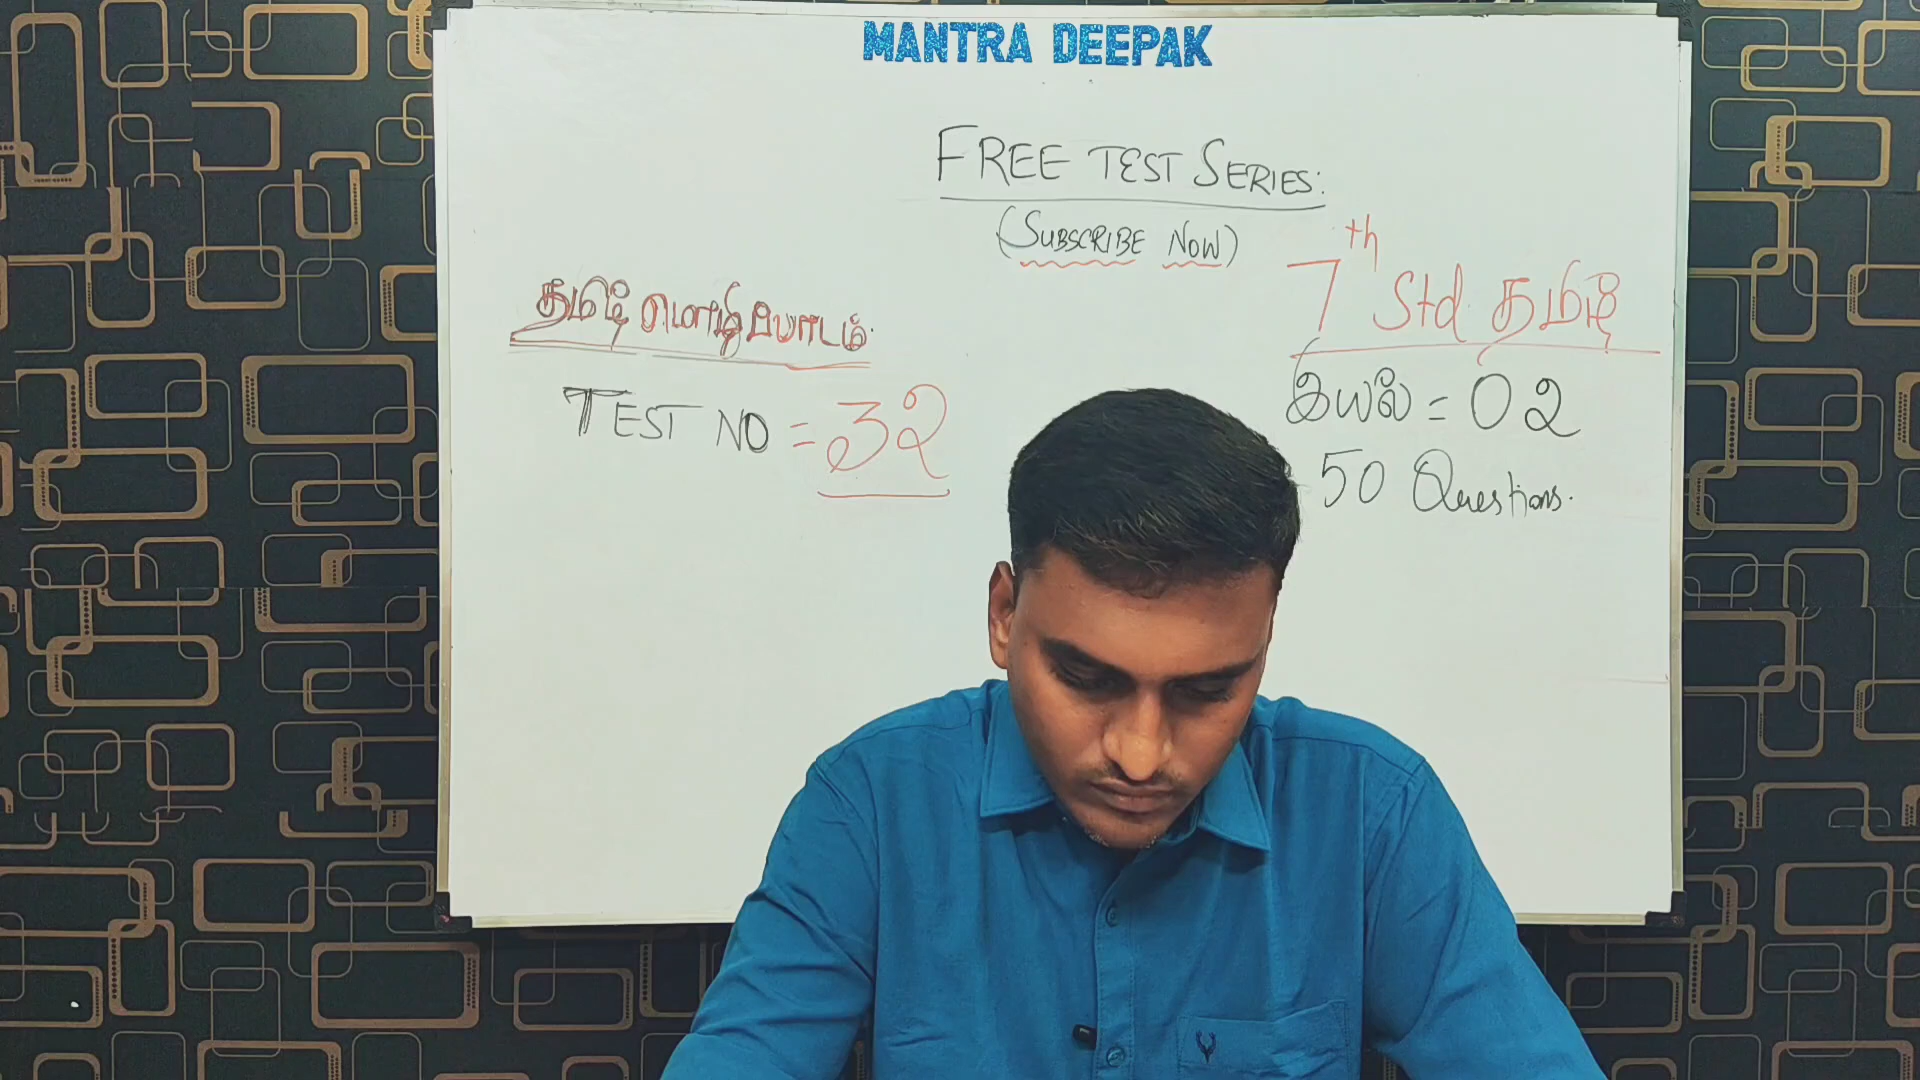 MANTRA DEEPAK
FREE TEST SERIES:
(SUBSCRIBE NOW)
தமிழ் மொழிப்பாடம்.
TEST NO = 32
7th Std தமிழ்
இயல் = 02
50 Questions.